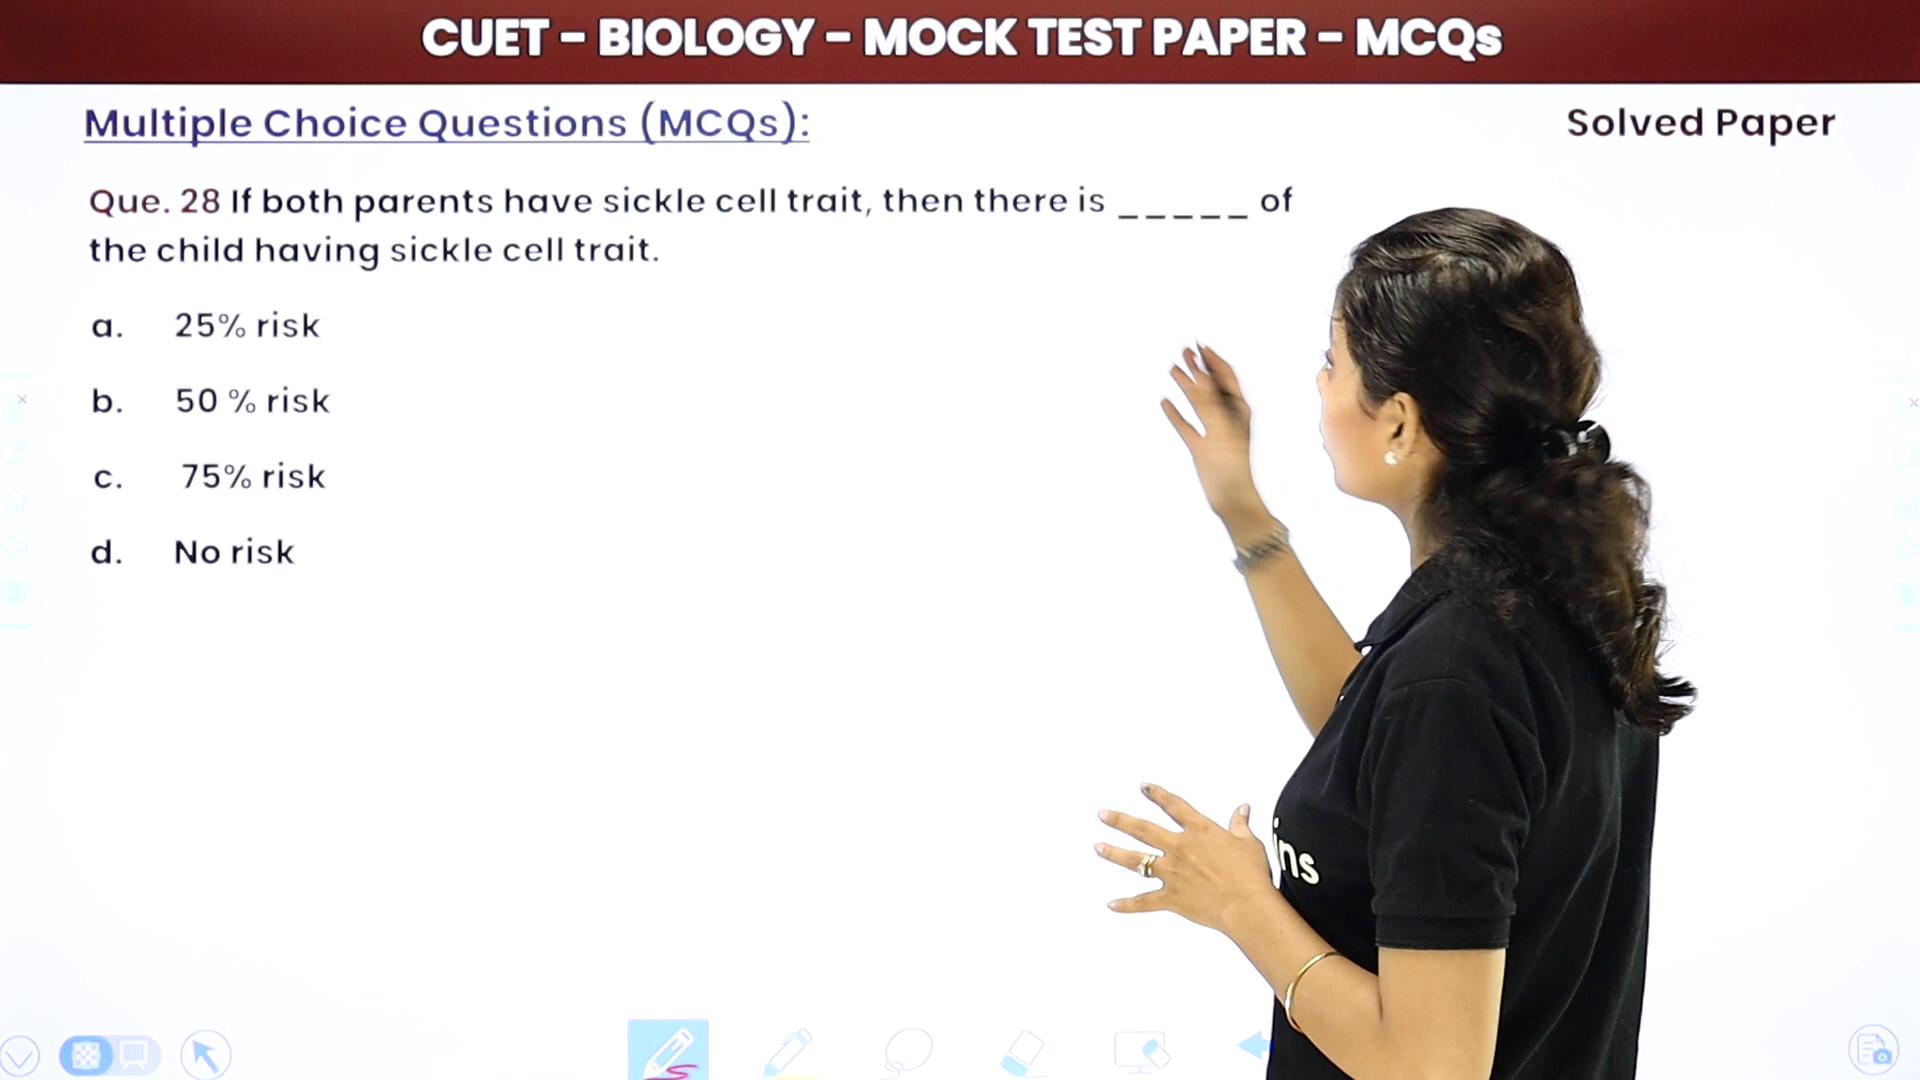 CUET - BIOLOGY - MOCK TEST PAPER - MCQs
Multiple Choice Questions (MCQs):
Solved Paper
Que. 28 If both parents have sickle cell trait, then there is _ _ _ _ _ of
the child having sickle cell trait.
a. 25% risk
b. 50 % risk
c. 75% risk
d. No risk
ns